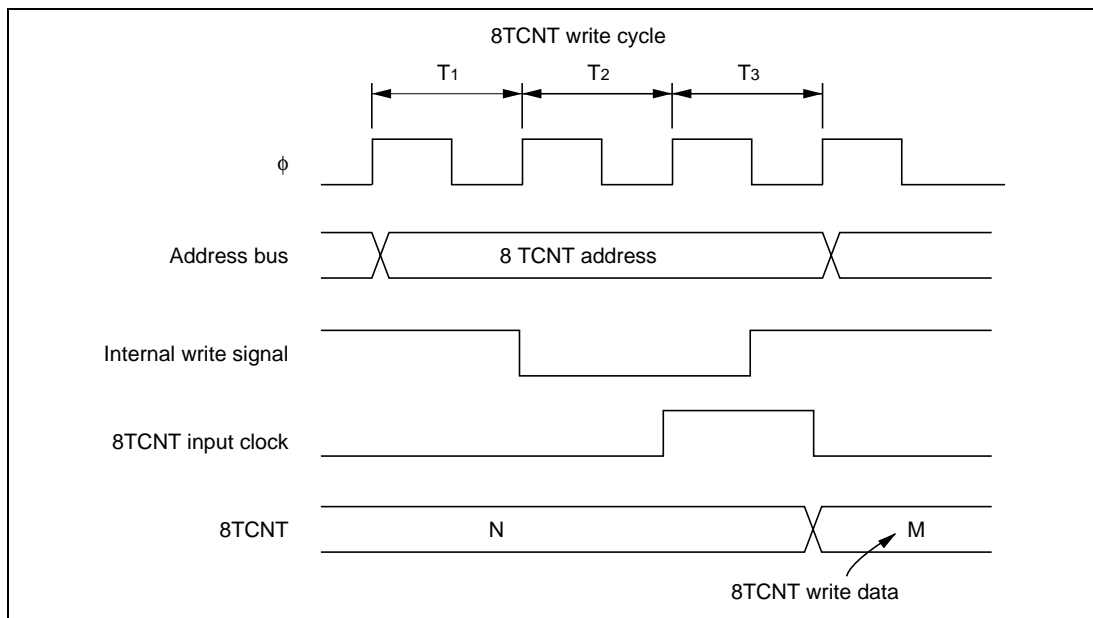 8TCNT write cycle
T1 T2 T3
ϕ
Address bus
8 TCNT address
Internal write signal
8TCNT input clock
8TCNT
N
M
8TCNT write data